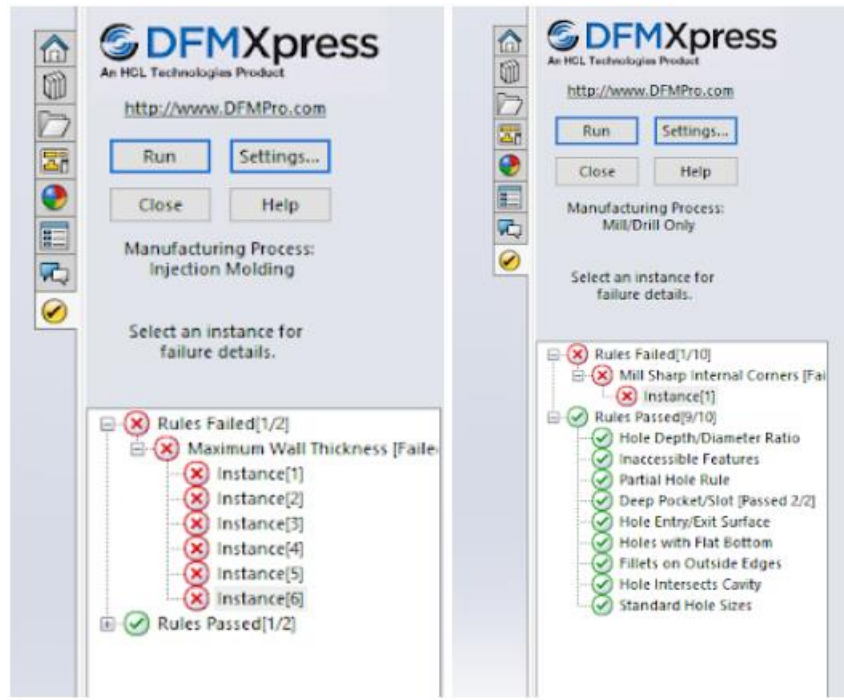 DFMXpress
An HCL Technologies Product
http://www.DFMPro.com
Run
Settings...
Close
Help
Manufacturing Process:
Injection Molding
Select an instance for
failure details.
Rules Failed[1/2]
Maximum Wall Thickness [Faile
Instance[1]
Instance[2]
Instance[3]
Instance[4]
Instance[5]
Instance[6]
Rules Passed[1/2]
DFMXpress
An HCL Technologies Product
http://www.DFMPro.com
Run
Settings...
Close
Help
Manufacturing Process:
Mill/Drill Only
Select an instance for
failure details.
Rules Failed[1/10]
Mill Sharp Internal Corners [Fai
Instance[1]
Rules Passed[9/10]
Hole Depth/Diameter Ratio
Inaccessible Features
Partial Hole Rule
Deep Pocket/Slot [Passed 2/2]
Hole Entry/Exit Surface
Holes with Flat Bottom
Fillets on Outside Edges
Hole Intersects Cavity
Standard Hole Sizes